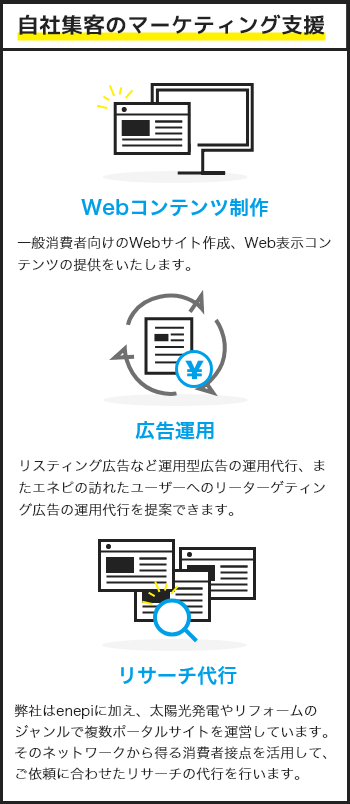 自社集客のマーケティング支援
Webコンテンツ制作
一般消費者向けのWebサイト作成、Web表示コン
テンツの提供をいたします。
¥
広告運用
リスティング広告など運用型広告の運用代行、ま
たエネピの訪れたユーザーへのリーターゲティン
グ広告の運用代行を提案できます。
リサーチ代行
弊社はenepiに加え、太陽光発電やリフォームの
ジャンルで複数ポータルサイトを運営しています。
そのネットワークから得る消費者接点を活用して、
ご依頼に合わせたリサーチの代行を行います。